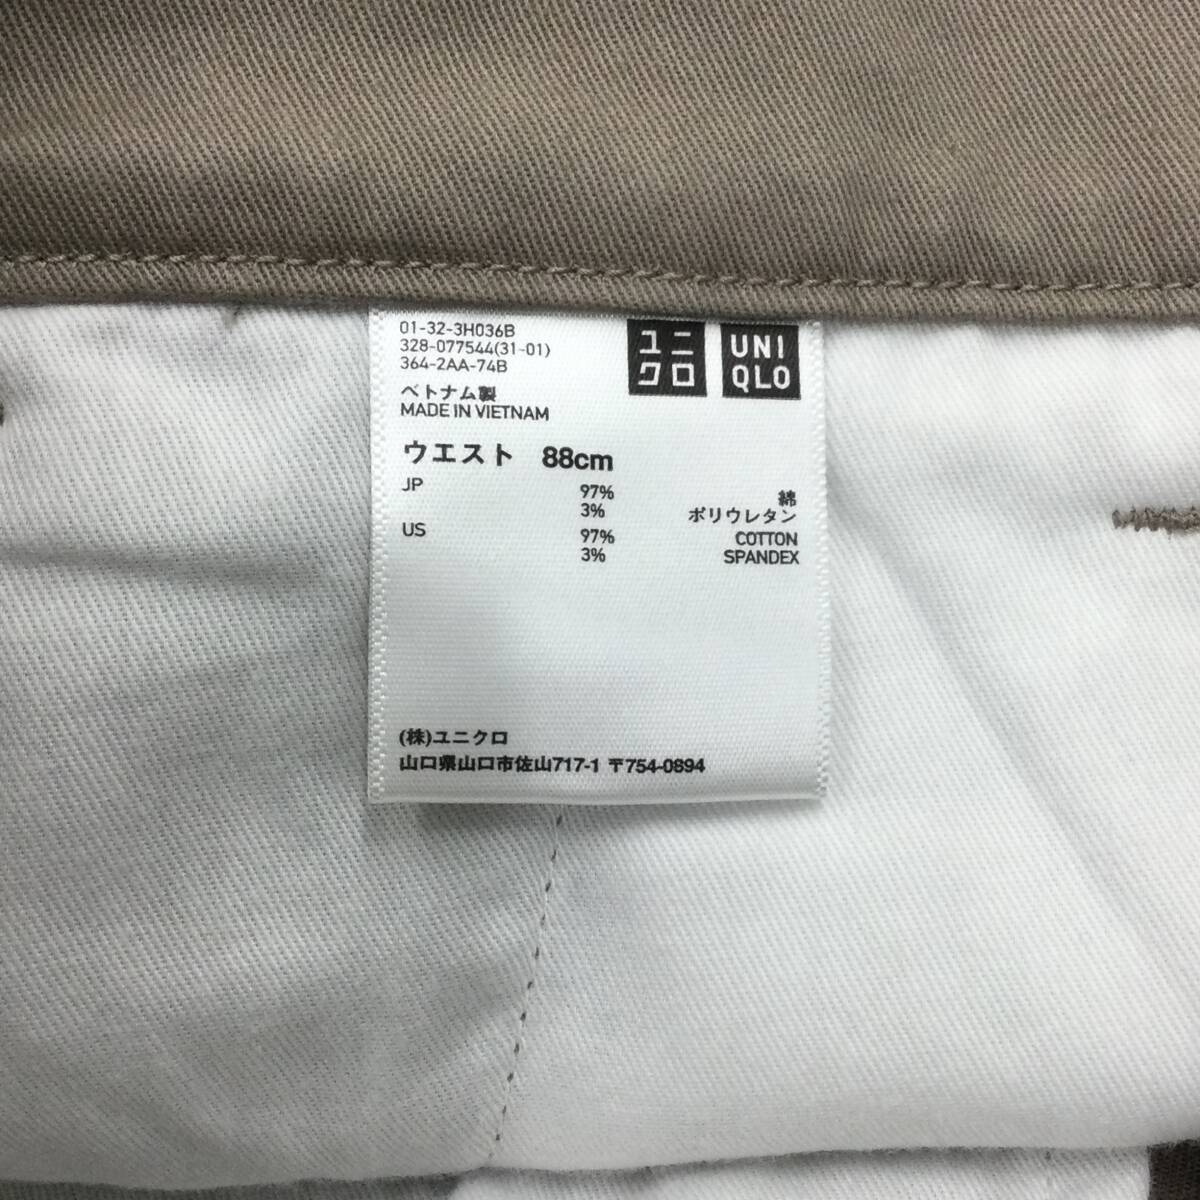 01-32-3H036B
328-077544(31-01)
364-2AA-74B
ユニ
クロ
UNI
QLO
ベトナム製
MADE IN VIETNAM
ウエスト 88cm
JP 97% 綿
3% ポリウレタン
US 97% COTTON
3% SPANDEX
(株)ユニクロ
山口県山口市佐山717-1 〒754-0894